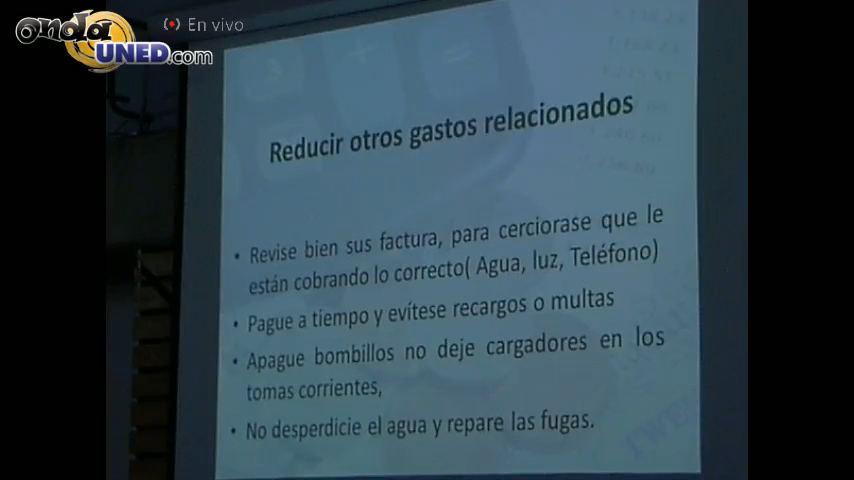 onda
UNED.com
En vivo
Reducir otros gastos relacionados
• Revise bien sus factura, para cerciorase que le
están cobrando lo correcto( Agua, luz, Teléfono)
• Pague a tiempo y evítese recargos o multas
• Apague bombillos no deje cargadores en los
tomas corrientes,
• No desperdicie el agua y repare las fugas.